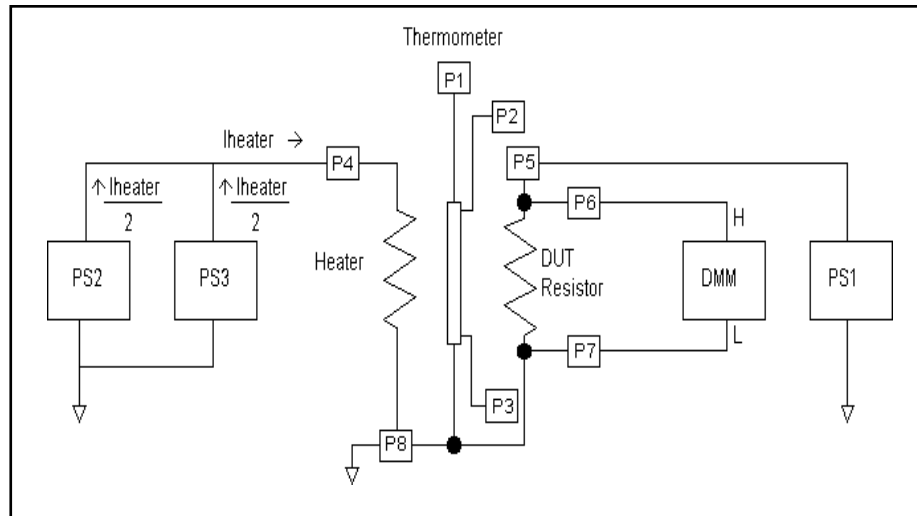 Thermometer
P1
P2
Iheater →
P4
P5
↑ Iheater
2
↑ Iheater
2
P6
H
PS2
PS3
Heater
DUT
Resistor
DMM
PS1
P7
L
P3
P8